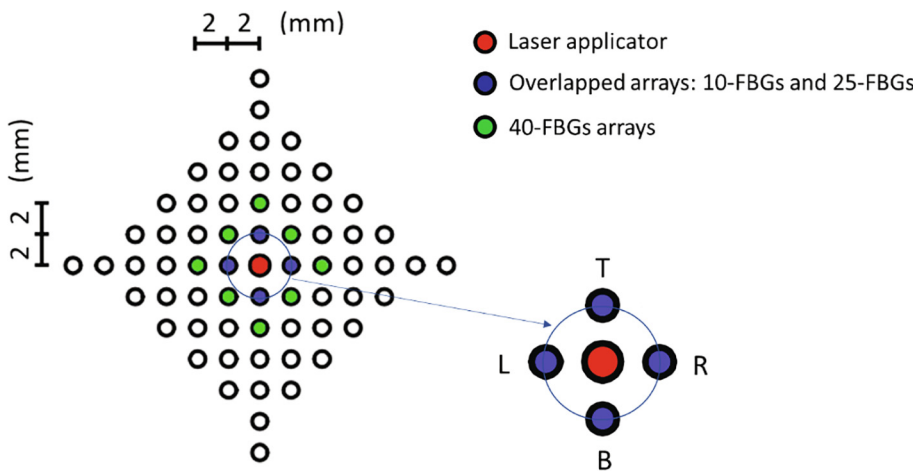 2 2 (mm)
Laser applicator
Overlapped arrays: 10-FBGs and 25-FBGs
40-FBGs arrays
(mm)
2
2
T
L
R
B